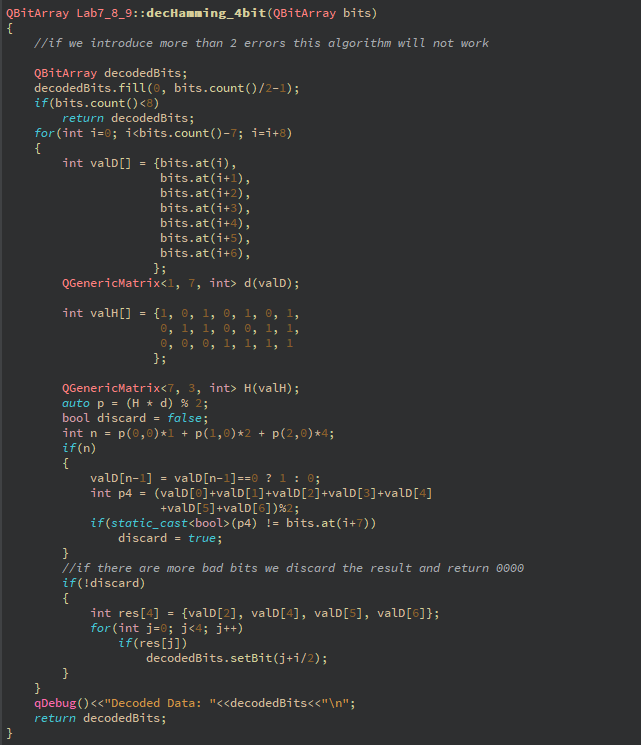 QBitArray Lab7_8_9::decHamming_4bit(QBitArray bits)
{
    //if we introduce more than 2 errors this algorithm will not work

    QBitArray decodedBits;
    decodedBits.fill(0, bits.count()/2-1);
    if(bits.count()<8)
        return decodedBits;
    for(int i=0; i<bits.count()-7; i=i+8)
    {
        int valD[] = {bits.at(i),
                      bits.at(i+1),
                      bits.at(i+2),
                      bits.at(i+3),
                      bits.at(i+4),
                      bits.at(i+5),
                      bits.at(i+6),
                     };
        QGenericMatrix<1, 7, int> d(valD);

        int valH[] = {1, 0, 1, 0, 1, 0, 1,
                      0, 1, 1, 0, 0, 1, 1,
                      0, 0, 0, 1, 1, 1, 1
                     };

        QGenericMatrix<7, 3, int> H(valH);
        auto p = (H * d) % 2;
        bool discard = false;
        int n = p(0,0)*1 + p(1,0)*2 + p(2,0)*4;
        if(n)
        {
            valD[n-1] = valD[n-1]==0 ? 1 : 0;
            int p4 = (valD[0]+valD[1]+valD[2]+valD[3]+valD[4]
                      +valD[5]+valD[6])%2;
            if(static_cast<bool>(p4) != bits.at(i+7))
                discard = true;
        }
        //if there are more bad bits we discard the result and return 0000
        if(!discard)
        {
            int res[4] = {valD[2], valD[4], valD[5], valD[6]};
            for(int j=0; j<4; j++)
                if(res[j])
                    decodedBits.setBit(j+i/2);
        }
    }
    qDebug()<<"Decoded Data: "<<decodedBits<<"\n";
    return decodedBits;
}